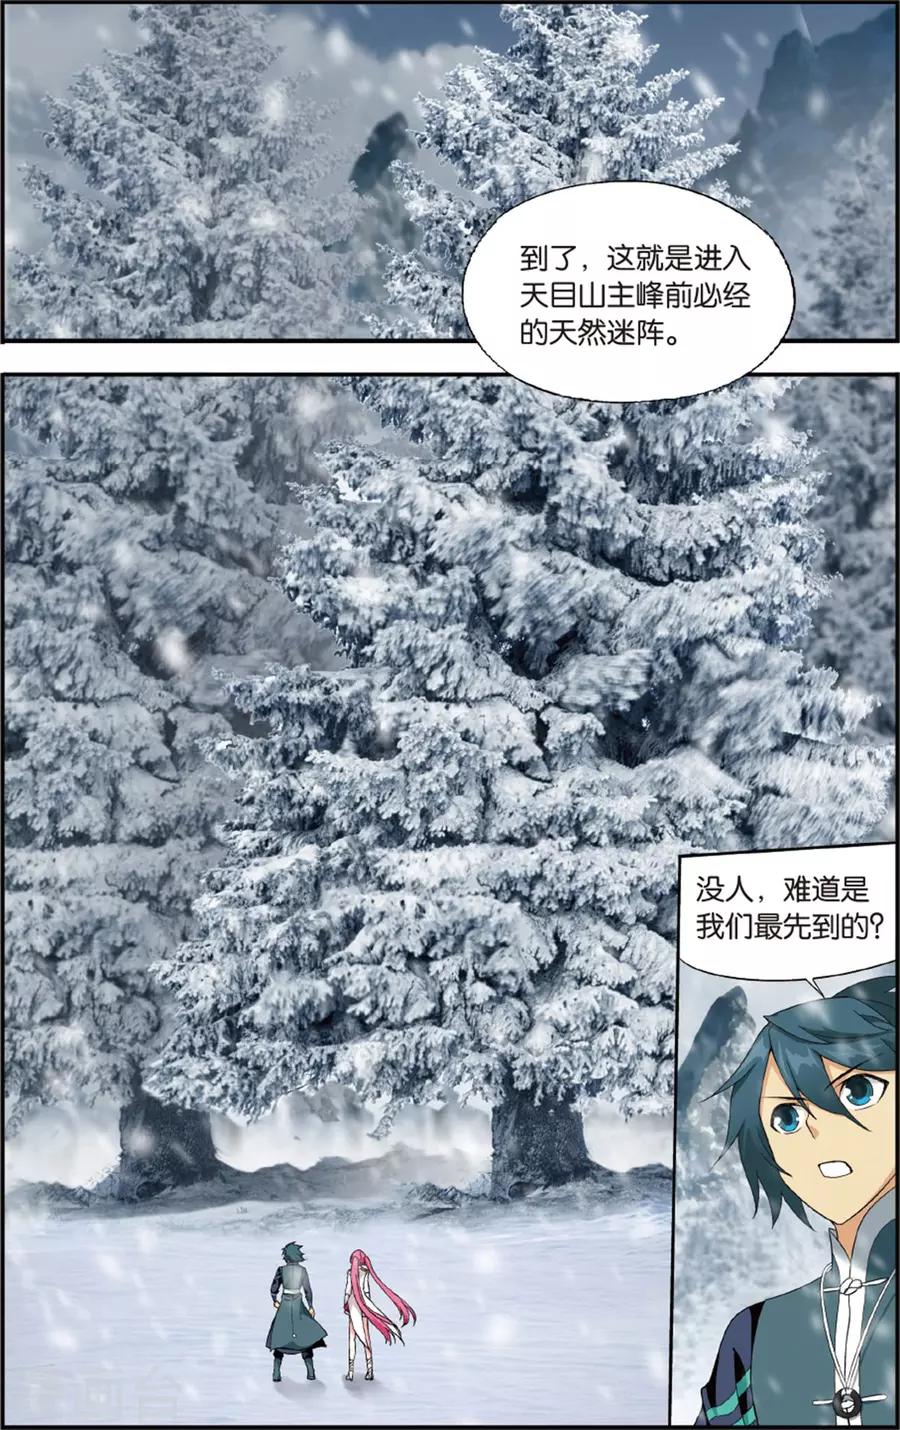 到了，这就是进入
天目山主峰前必经
的天然迷阵。
没人，难道是
我们最先到的？